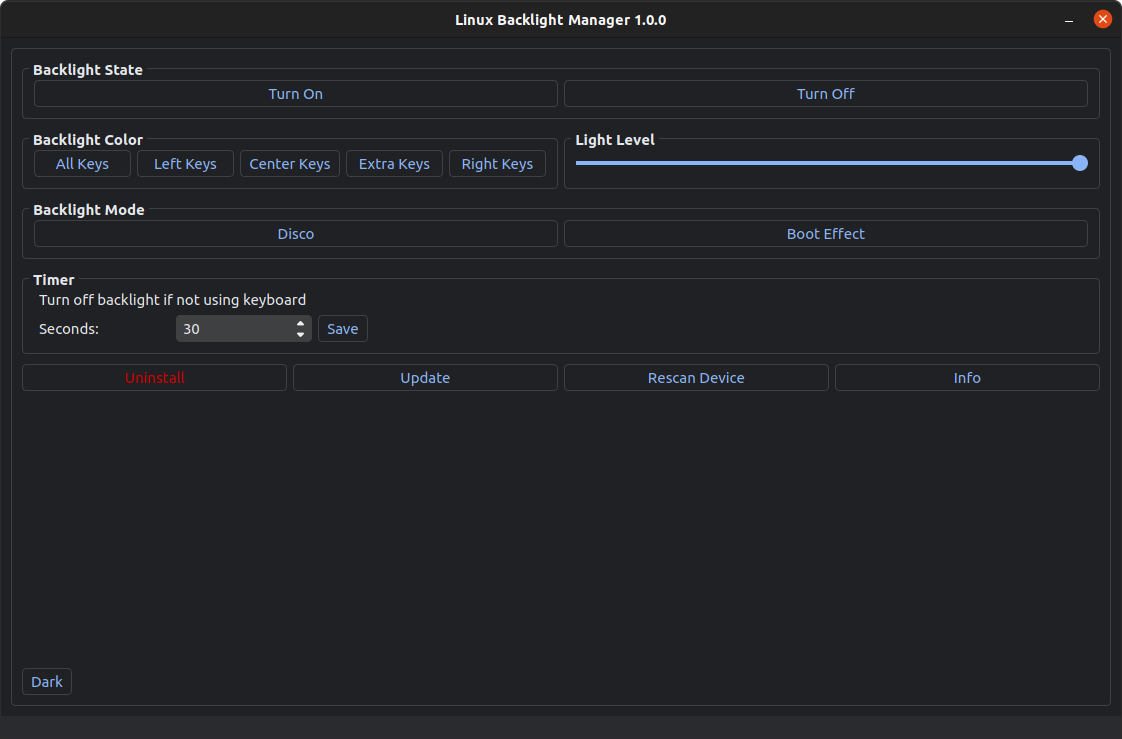 Linux Backlight Manager 1.0.0
Backlight State
Turn On Turn Off
Backlight Color Light Level
All Keys Left Keys Center Keys Extra Keys Right Keys
Backlight Mode
Disco Boot Effect
Timer
Turn off backlight if not using keyboard
Seconds: 30 Save
Uninstall Update Rescan Device Info
Dark